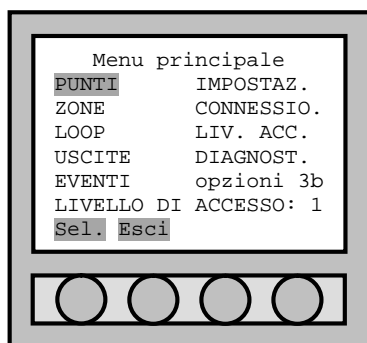 Menu principale
PUNTI IMPOSTAZ.
ZONE CONNESSIO.
LOOP LIV. ACC.
USCITE DIAGNOST.
EVENTI opzioni 3b
LIVELLO DI ACCESSO: 1
Sel. Esci